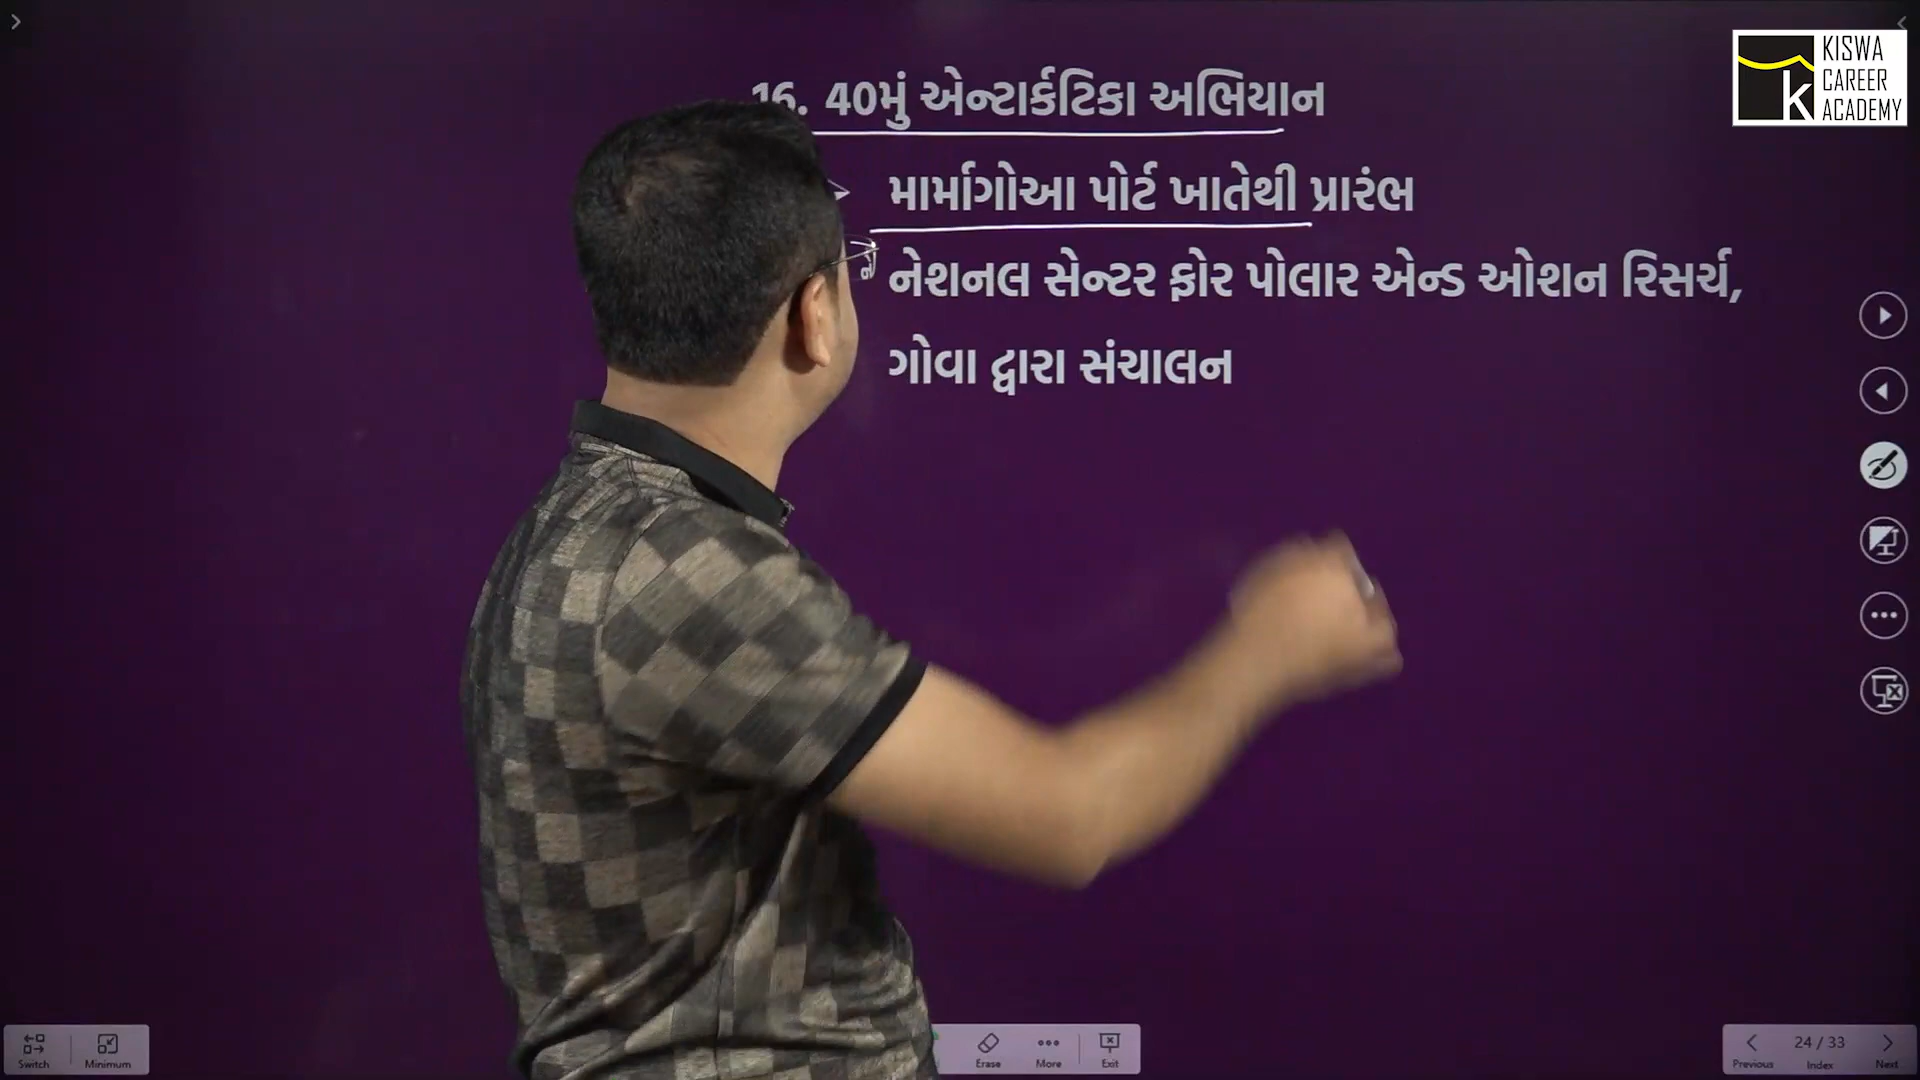 16. 40મું એન્ટાર્કટિકા અભિયાન
માર્માગોઆ પોર્ટ ખાતેથી પ્રારંભ
નેશનલ સેન્ટર ફોર પોલાર એન્ડ ઓશન રિસર્ચ,
ગોવા દ્વારા સંચાલન
KISWA
CAREER
ACADEMY
k
Switch
Minimum
Erase
More
Exit
24 / 33
Previous
Index
Next